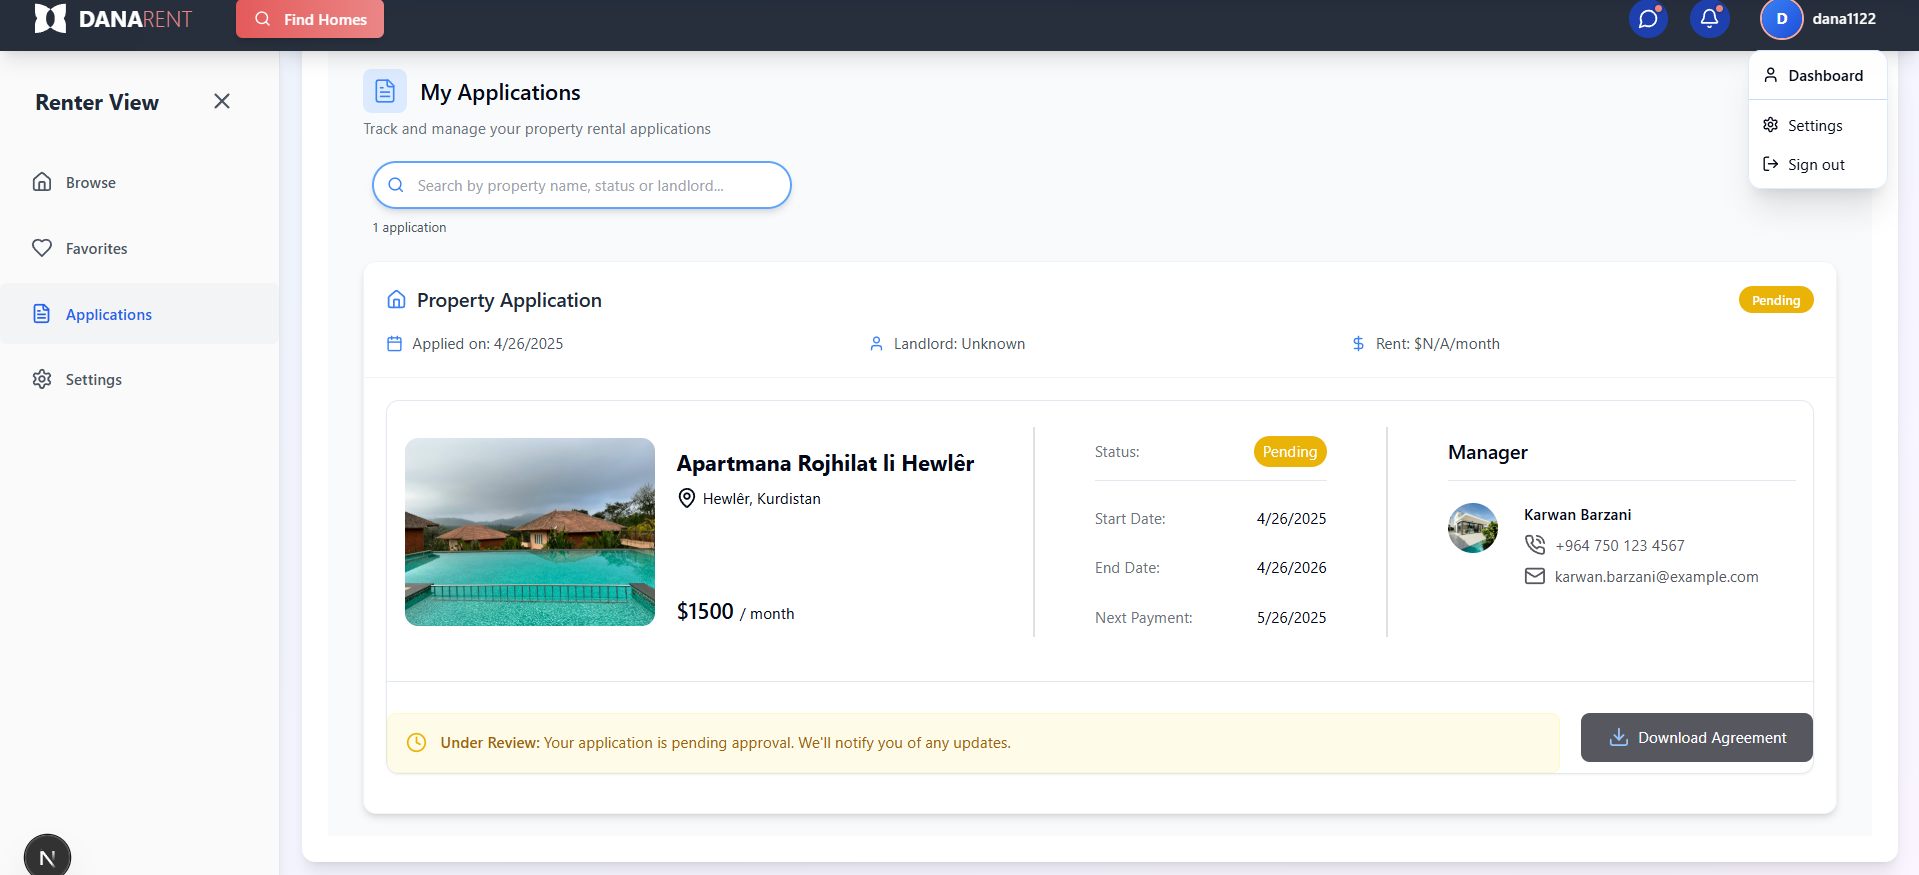 DANARENT
Find Homes
D
dana1122
Dashboard
Settings
Sign out
Renter View
Browse
Favorites
Applications
Settings
My Applications
Track and manage your property rental applications
Search by property name, status or landlord...
1 application
Property Application
Pending
Applied on: 4/26/2025
Landlord: Unknown
Rent: $N/A/month
Apartmana Rojhilat li Hewlêr
Hewlêr, Kurdistan
$1500 / month
Status:
Pending
Start Date:
4/26/2025
End Date:
4/26/2026
Next Payment:
5/26/2025
Manager
Karwan Barzani
+964 750 123 4567
karwan.barzani@example.com
Under Review: Your application is pending approval. We'll notify you of any updates.
Download Agreement
N